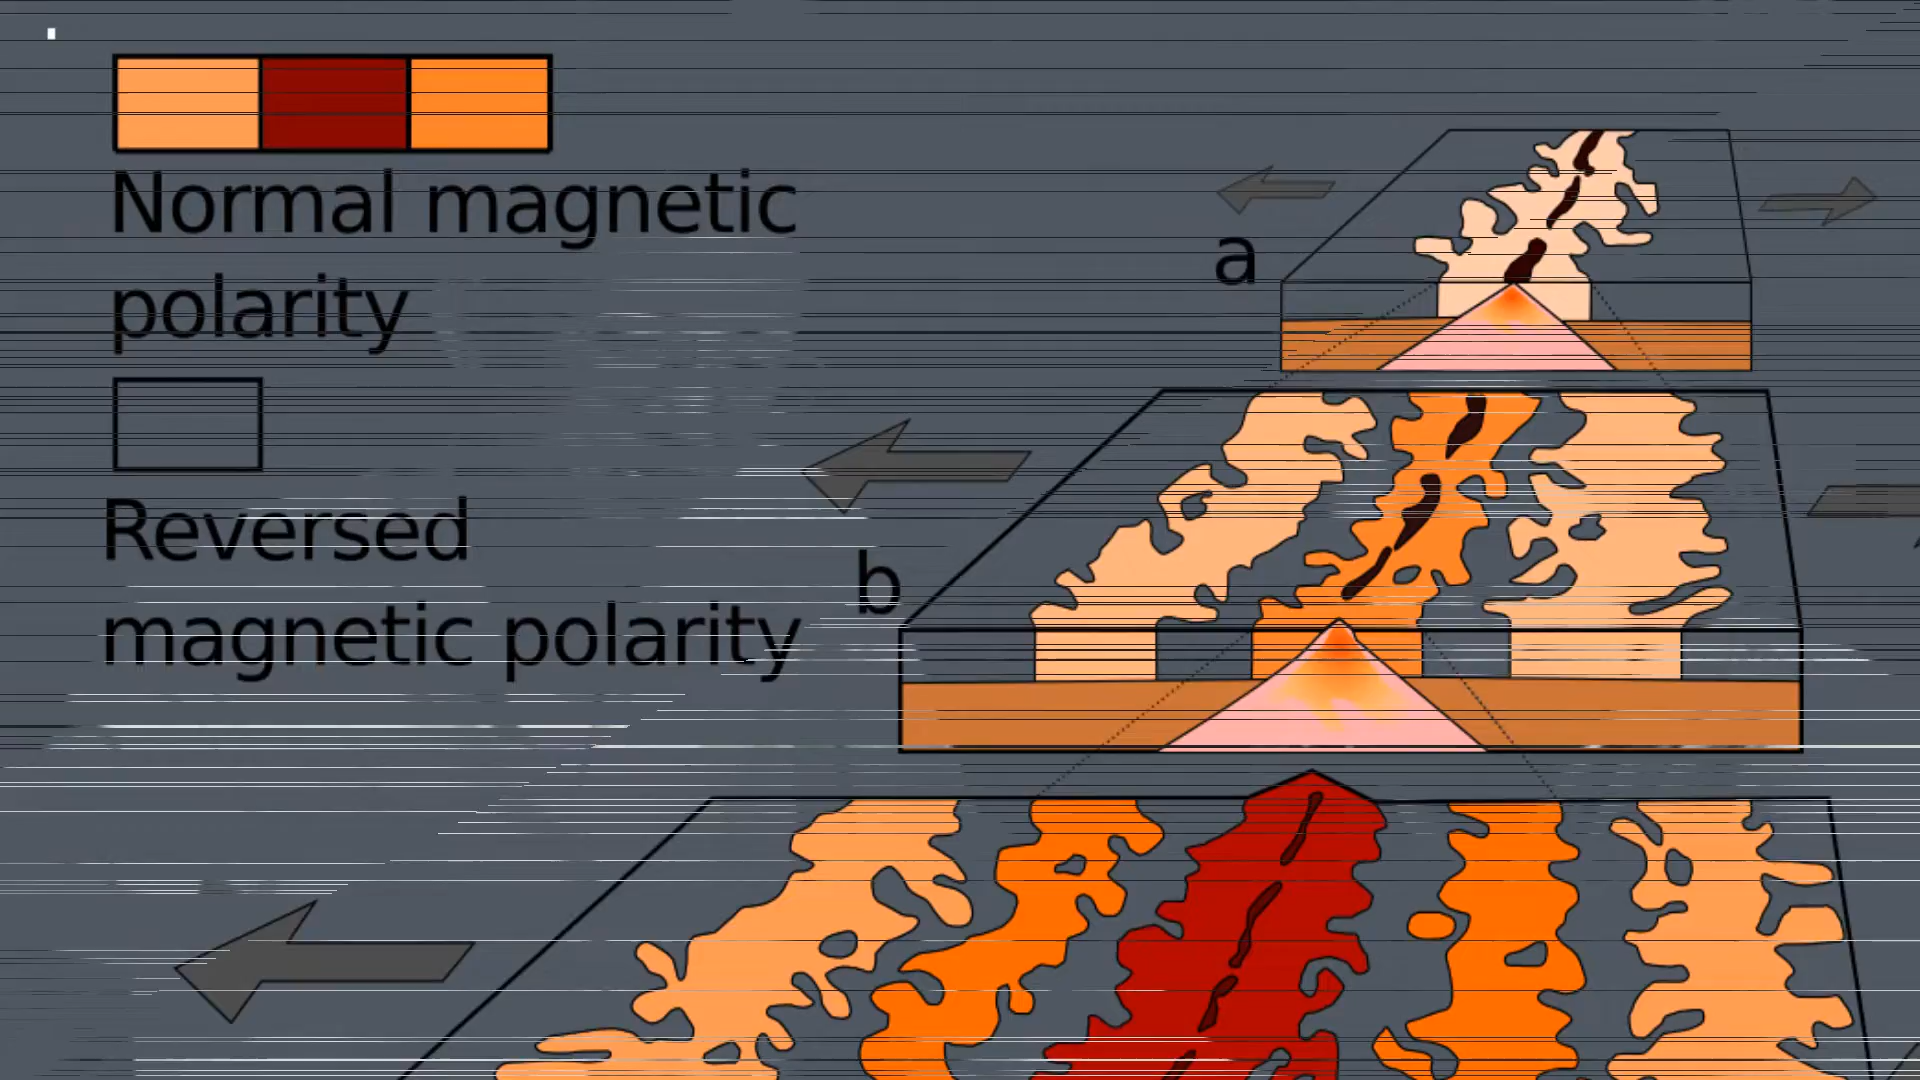 Normal magnetic
polarity
Reversed
magnetic polarity
a
b